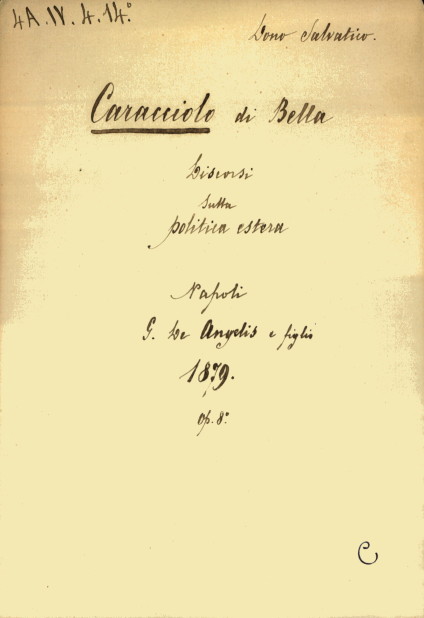 4A.IV.4.14°
Dono Salvatico.
Caracciolo di Bella
Discorsi
sulla
politica estera
Napoli
G. De Angelis e figlio
1879.
op. 8°
C